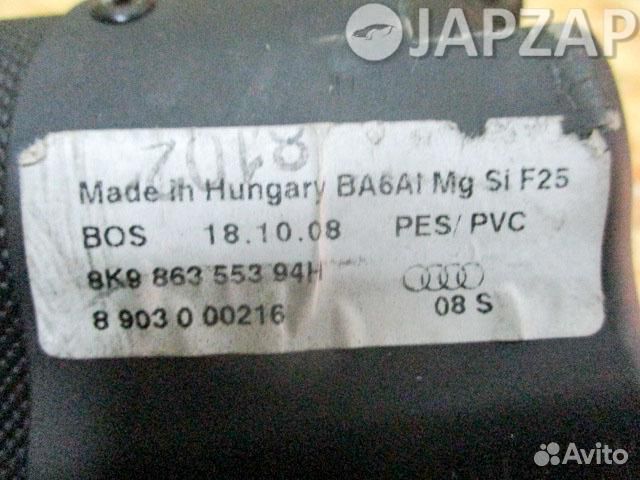 JAPZAP
8102
Made in Hungary BA6Al Mg Si F25
BOS 18.10.08 PES/ PVC
8K9 863 553 94H
8 903 0 00216 08 S
Avito